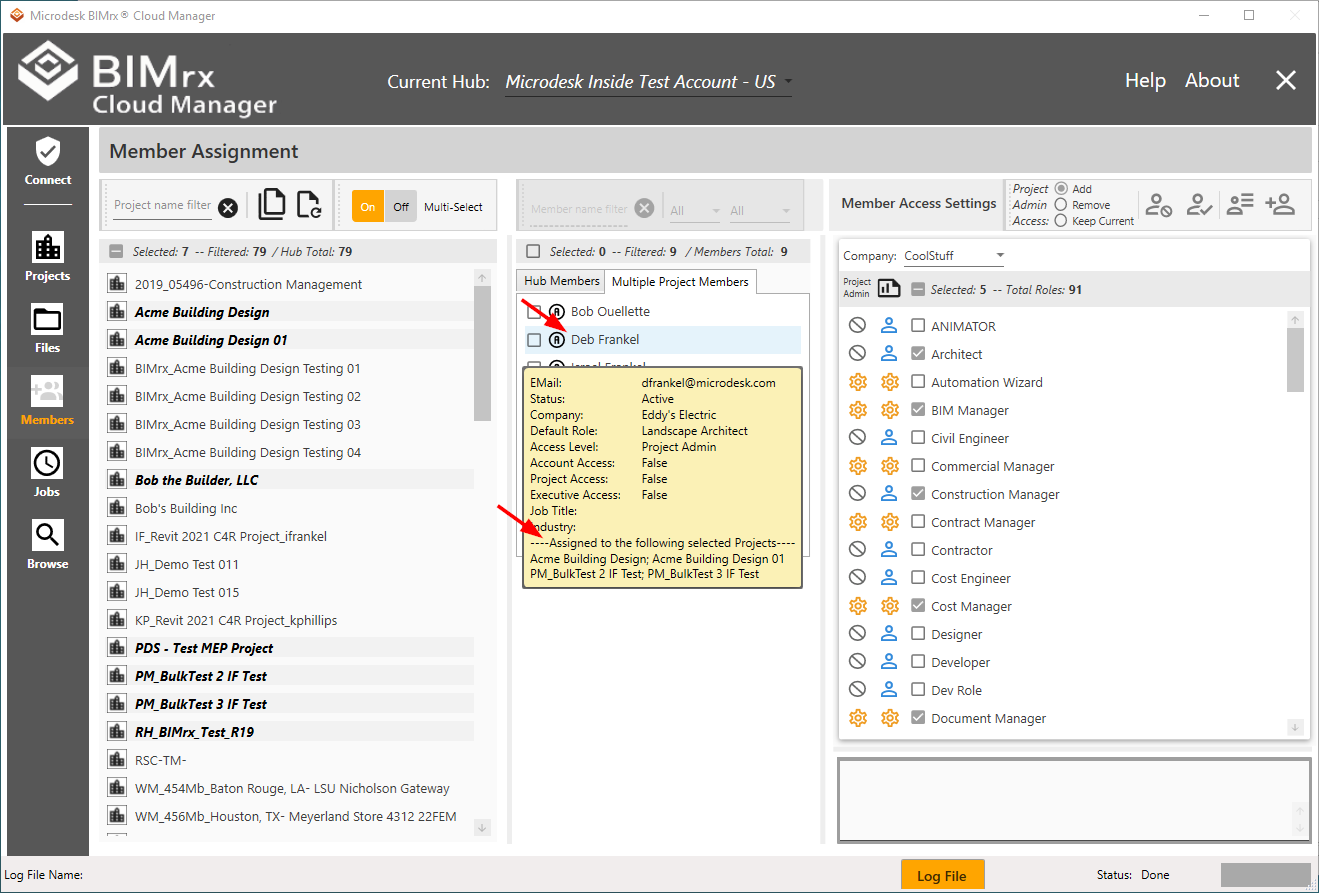 Microdesk BIMrx® Cloud Manager
BIMrx
Cloud Manager
Current Hub: Microdesk Inside Test Account - US
Help About
Connect
Projects
Files
Members
Jobs
Browse
Member Assignment
Project name filter
On Off Multi-Select
Selected: 7 -- Filtered: 79 / Hub Total: 79
2019_05496-Construction Management
Acme Building Design
Acme Building Design 01
BIMrx_Acme Building Design Testing 01
BIMrx_Acme Building Design Testing 02
BIMrx_Acme Building Design Testing 03
BIMrx_Acme Building Design Testing 04
Bob the Builder, LLC
Bob's Building Inc
IF_Revit 2021 C4R Project_ifrankel
JH_Demo Test 011
JH_Demo Test 015
KP_Revit 2021 C4R Project_kphillips
PDS - Test MEP Project
PM_BulkTest 2 IF Test
PM_BulkTest 3 IF Test
RH_BIMrx_Test_R19
RSC-TM-
WM_454Mb_Baton Rouge, LA- LSU Nicholson Gateway
WM_456Mb_Houston, TX- Meyerland Store 4312 22FEM
Member name filter All All
Selected: 0 -- Filtered: 9 / Members Total: 9
Hub Members Multiple Project Members
Bob Ouellette
Deb Frankel
EMail: dfrankel@microdesk.com
Status: Active
Company: Eddy's Electric
Default Role: Landscape Architect
Access Level: Project Admin
Account Access: False
Project Access: False
Executive Access: False
Job Title:
Industry:
----Assigned to the following selected Projects----
Acme Building Design; Acme Building Design 01
PM_BulkTest 2 IF Test; PM_BulkTest 3 IF Test
Member Access Settings
Project Add
Admin Remove
Access: Keep Current
Company: CoolStuff
Project
Admin
Selected: 5 -- Total Roles: 91
ANIMATOR
Architect
Automation Wizard
BIM Manager
Civil Engineer
Commercial Manager
Construction Manager
Contract Manager
Contractor
Cost Engineer
Cost Manager
Designer
Developer
Dev Role
Document Manager
Log File Name:
Log File
Status: Done